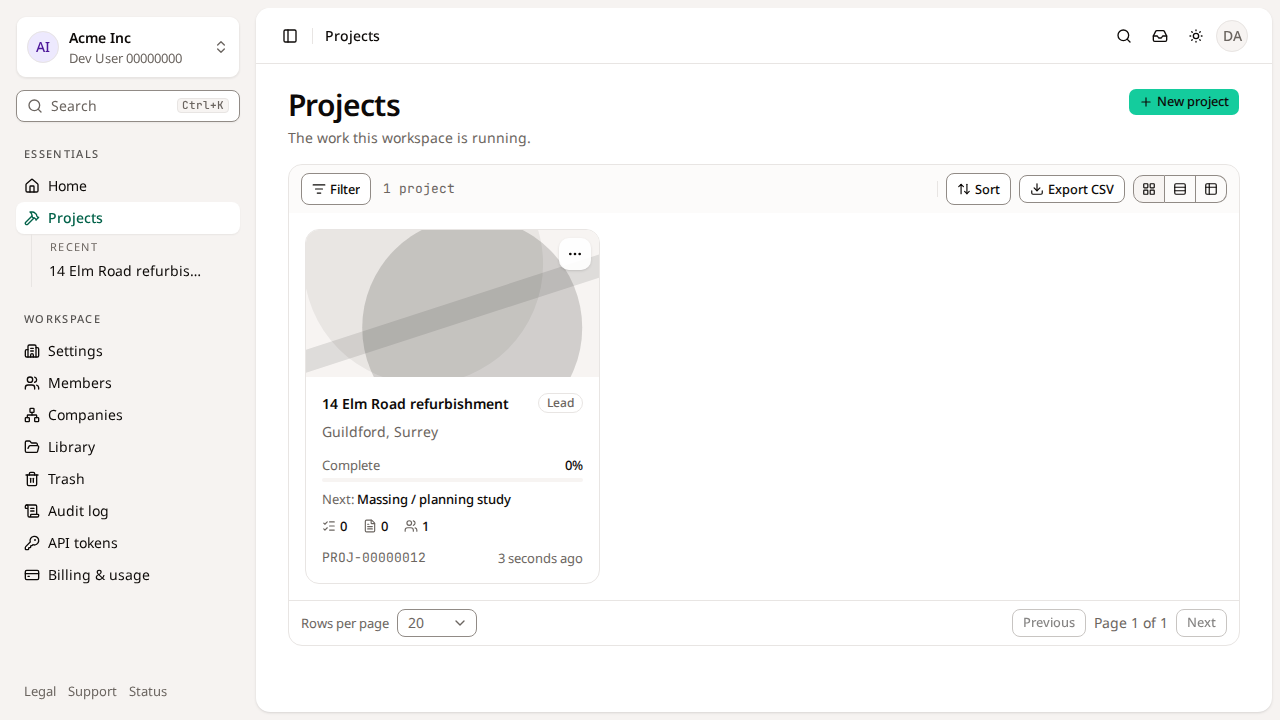 AI
Acme Inc
Dev User 00000000
Search
Ctrl+K
ESSENTIALS
Home
Projects
RECENT
14 Elm Road refurbis...
WORKSPACE
Settings
Members
Companies
Library
Trash
Audit log
API tokens
Billing & usage
Legal Support Status
Projects
DA
Projects
The work this workspace is running.
New project
Filter
1 project
Sort
Export CSV
14 Elm Road refurbishment
Lead
Guildford, Surrey
Complete 0%
Next: Massing / planning study
0 0 1
PROJ-00000012
3 seconds ago
Rows per page
20
Previous
Page 1 of 1
Next